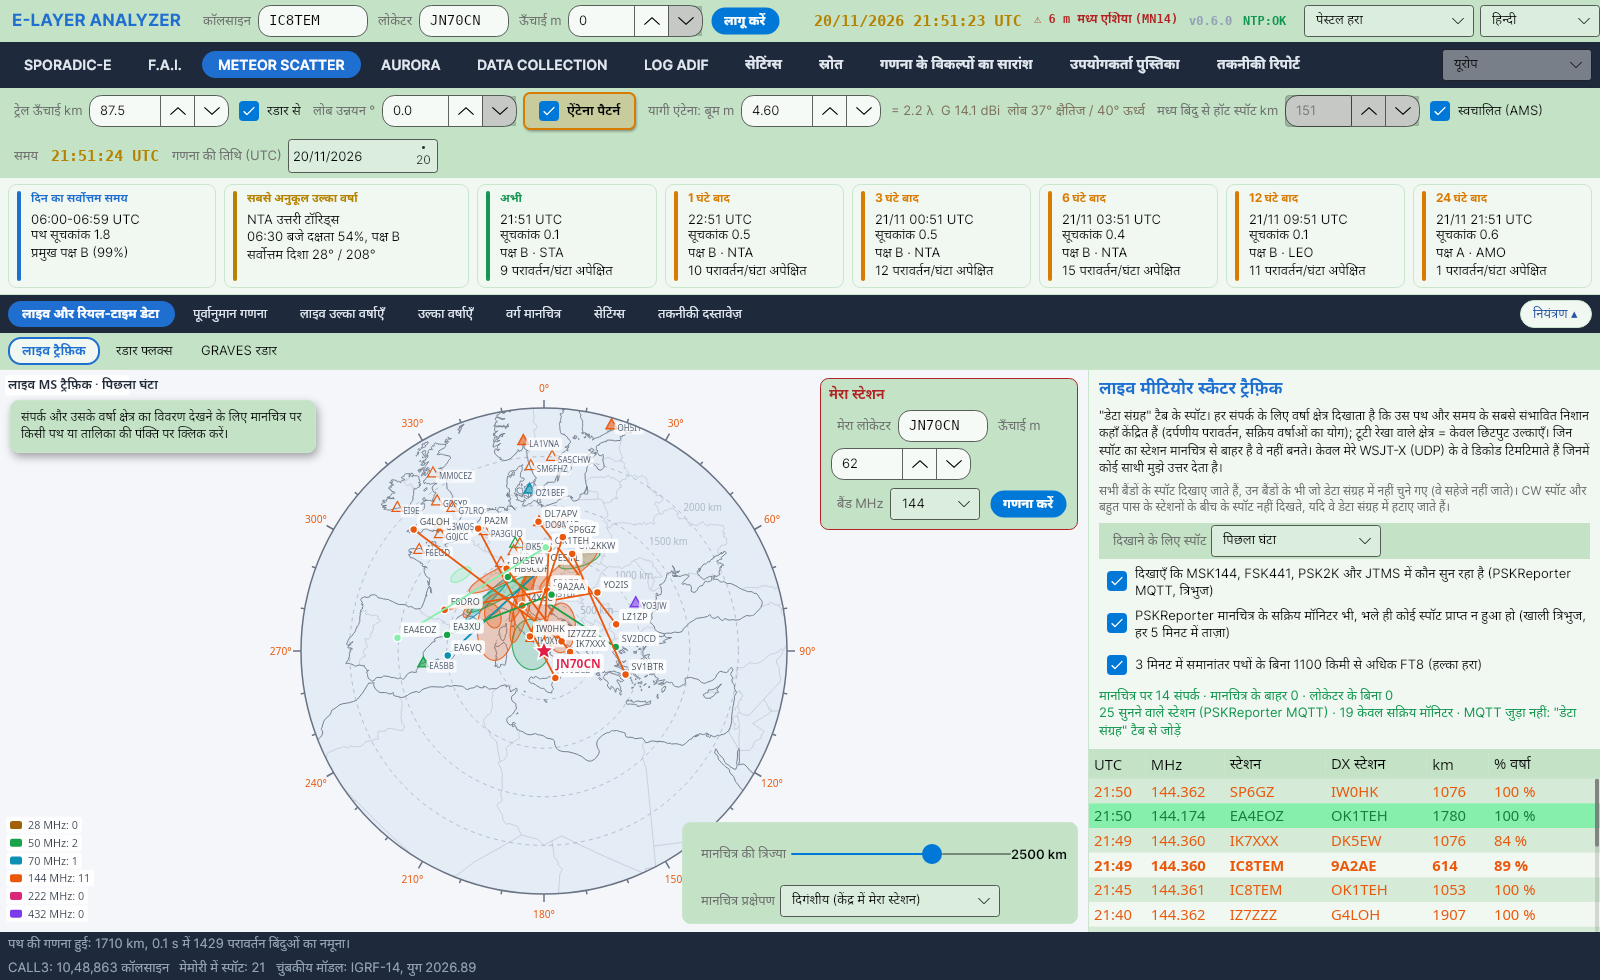 E-LAYER ANALYZER कॉलसाइन IC8TEM लोकेटर JN70CN ऊँचाई m 0 लागू करें 20/11/2026 21:51:23 UTC ⚠ 6 m मध्य एशिया (MN14) v0.6.0 NTP:OK पेस्टल हरा हिन्दी
SPORADIC-E F.A.I. METEOR SCATTER AURORA DATA COLLECTION LOG ADIF सेटिंग्स स्रोत गणना के विकल्पों का सारांश उपयोगकर्ता पुस्तिका तकनीकी रिपोर्ट यूरोप
ट्रेल ऊँचाई km 87.5 रडार से लोब उन्नयन ° 0.0 ऐंटेना पैटर्न यागी एंटेना: बूम m 4.60 = 2.2 λ G 14.1 dBi लोब 37° क्षैतिज / 40° ऊर्ध्व मध्य बिंदु से हॉट स्पॉट km 151 स्वचालित (AMS)
समय 21:51:24 UTC गणना की तिथि (UTC) 20/11/2026 20
दिन का सर्वोत्तम समय
06:00-06:59 UTC
पथ सूचकांक 1.8
प्रमुख पक्ष B (99%)
सबसे अनुकूल उल्का वर्षा
NTA उत्तरी टॉरिड्स
06:30 बजे दक्षता 54%, पक्ष B
सर्वोत्तम दिशा 28° / 208°
अभी
21:51 UTC
सूचकांक 0.1
पक्ष B · STA
9 परावर्तन/घंटा अपेक्षित
1 घंटे बाद
22:51 UTC
सूचकांक 0.5
पक्ष B · NTA
10 परावर्तन/घंटा अपेक्षित
3 घंटे बाद
21/11 00:51 UTC
सूचकांक 0.5
पक्ष B · NTA
12 परावर्तन/घंटा अपेक्षित
6 घंटे बाद
21/11 03:51 UTC
सूचकांक 0.4
पक्ष B · NTA
15 परावर्तन/घंटा अपेक्षित
12 घंटे बाद
21/11 09:51 UTC
सूचकांक 0.1
पक्ष B · LEO
11 परावर्तन/घंटा अपेक्षित
24 घंटे बाद
21/11 21:51 UTC
सूचकांक 0.6
पक्ष A · AMO
1 परावर्तन/घंटा अपेक्षित
लाइव और रियल-टाइम डेटा पूर्वानुमान गणना लाइव उल्का वर्षाएँ उल्का वर्षाएँ वर्ग मानचित्र सेटिंग्स तकनीकी दस्तावेज़ नियंत्रण ▴
लाइव ट्रैफ़िक रडार फ्लक्स GRAVES रडार
लाइव MS ट्रैफ़िक · पिछला घंटा
संपर्क और उसके वर्षा क्षेत्र का विवरण देखने के लिए मानचित्र पर
किसी पथ या तालिका की पंक्ति पर क्लिक करें।
0°
30°
60°
90°
120°
150
180°
210°
240°
270°
300°
330°
2000 km
1500 km
1000 km
500 km
LA1VNA
SA5CHW
SM6FHZ
MM0CEZ
OZ1BEF
EI9E
G7LRQ
G4LOH
G3WOS
G0JCC
PA2M
PA3GUO
F6EGD
DL7APV
SP6GZ
DK5EW
HB9COF
9A2AA
YO2IS
YO3JW
LZ1ZP
F6DRO
EA4EOZ
EA3XU
EA6VQ
EA5BB
IW0HK
IZ7ZZZ
IK7XXX
SV2DCD
SV1BTR
JN70CN
मेरा स्टेशन
मेरा लोकेटर JN70CN ऊँचाई m
62
बैंड MHz 144 गणना करें
28 MHz: 0
50 MHz: 2
70 MHz: 1
144 MHz: 11
222 MHz: 0
432 MHz: 0
मानचित्र की त्रिज्या 2500 km
मानचित्र प्रक्षेपण दिगंशीय (केंद्र में मेरा स्टेशन)
लाइव मीटियोर स्कैटर ट्रैफ़िक
"डेटा संग्रह" टैब के स्पॉट। हर संपर्क के लिए वर्षा क्षेत्र दिखाता है कि उस पथ और समय के सबसे संभावित निशान
कहाँ केंद्रित हैं (दर्पणीय परावर्तन, सक्रिय वर्षाओं का योग); टूटी रेखा वाले क्षेत्र = केवल छिटपुट उल्काएँ। जिन
स्पॉट का स्टेशन मानचित्र से बाहर है वे नहीं बनते। केवल मेरे WSJT-X (UDP) के वे डिकोड टिमटिमाते हैं जिनमें
कोई साथी मुझे उत्तर देता है।
सभी बैंडों के स्पॉट दिखाए जाते हैं, उन बैंडों के भी जो डेटा संग्रह में नहीं चुने गए (वे सहेजे नहीं जाते)। CW स्पॉट और
बहुत पास के स्टेशनों के बीच के स्पॉट नहीं दिखते, यदि वे डेटा संग्रह में हटाए जाते हैं।
दिखाने के लिए स्पॉट पिछला घंटा
दिखाएँ कि MSK144, FSK441, PSK2K और JTMS में कौन सुन रहा है (PSKReporter
MQTT, त्रिभुज)
PSKReporter मानचित्र के सक्रिय मॉनिटर भी, भले ही कोई स्पॉट प्राप्त न हुआ हो (खाली त्रिभुज,
हर 5 मिनट में ताज़ा)
3 मिनट में समानांतर पथों के बिना 1100 किमी से अधिक FT8 (हल्का हरा)
मानचित्र पर 14 संपर्क · मानचित्र के बाहर 0 · लोकेटर के बिना 0
25 सुनने वाले स्टेशन (PSKReporter MQTT) · 19 केवल सक्रिय मॉनिटर · MQTT जुड़ा नहीं: "डेटा
संग्रह" टैब से जोड़ें
UTC MHz स्टेशन DX स्टेशन km % वर्षा
21:50 144.362 SP6GZ IW0HK 1076 100 %
21:50 144.174 EA4EOZ OK1TEH 1780 100 %
21:49 144.360 IK7XXX DK5EW 1076 84 %
21:49 144.360 IC8TEM 9A2AE 614 89 %
21:45 144.361 IC8TEM OK1TEH 1053 100 %
21:40 144.362 IZ7ZZZ G4LOH 1907 100 %
पथ की गणना हुई: 1710 km, 0.1 s में 1429 परावर्तन बिंदुओं का नमूना।
CALL3: 10,48,863 कॉलसाइन मेमोरी में स्पॉट: 21 चुंबकीय मॉडल: IGRF-14, युग 2026.89